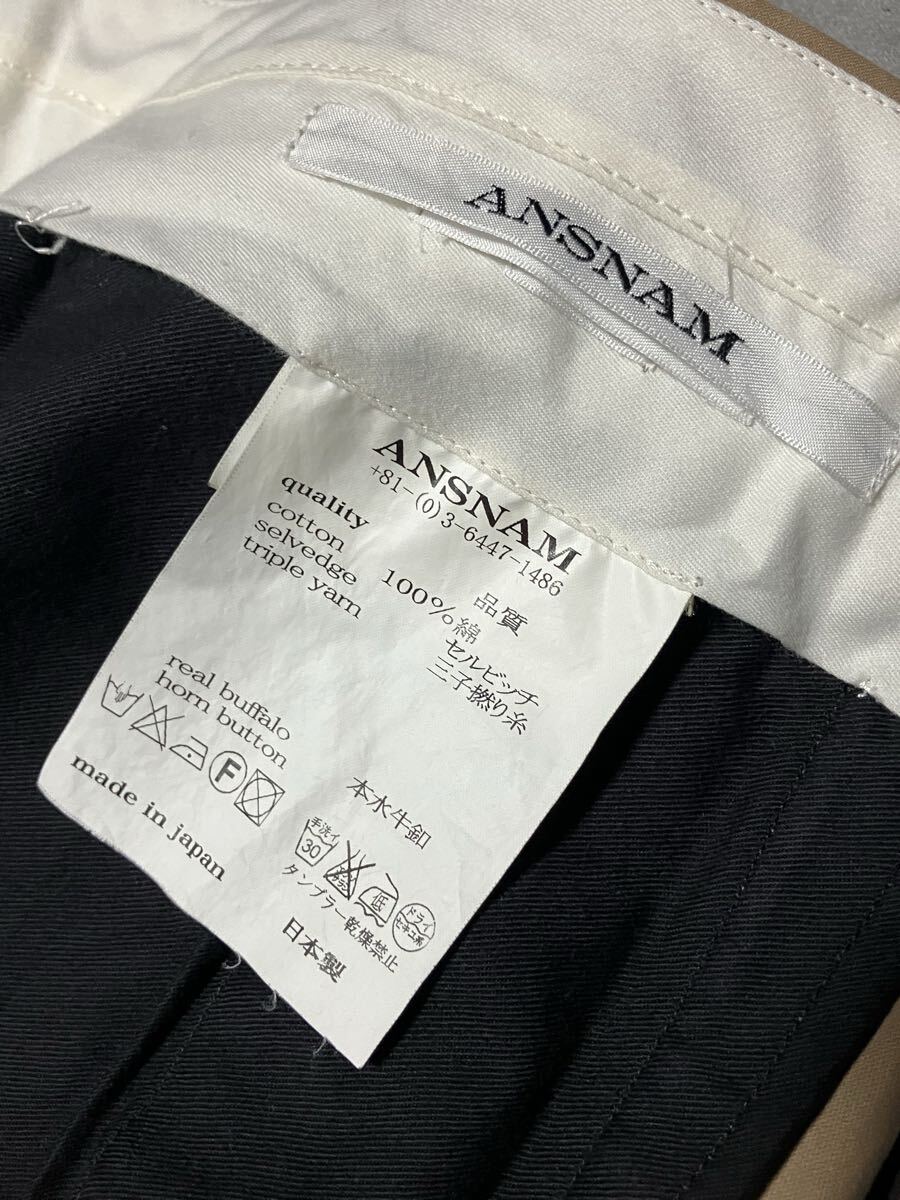 ANSNAM
ANSNAM
+81-(0)3-6447-1486
quality 品質
cotton 100% 綿
selvedge セルビッチ
triple yarn 三子撚り糸
real buffalo
horn button 本水牛釦
F
made in japan
手洗イ
30
低
ドライ
タンブラー乾燥禁止
日本製